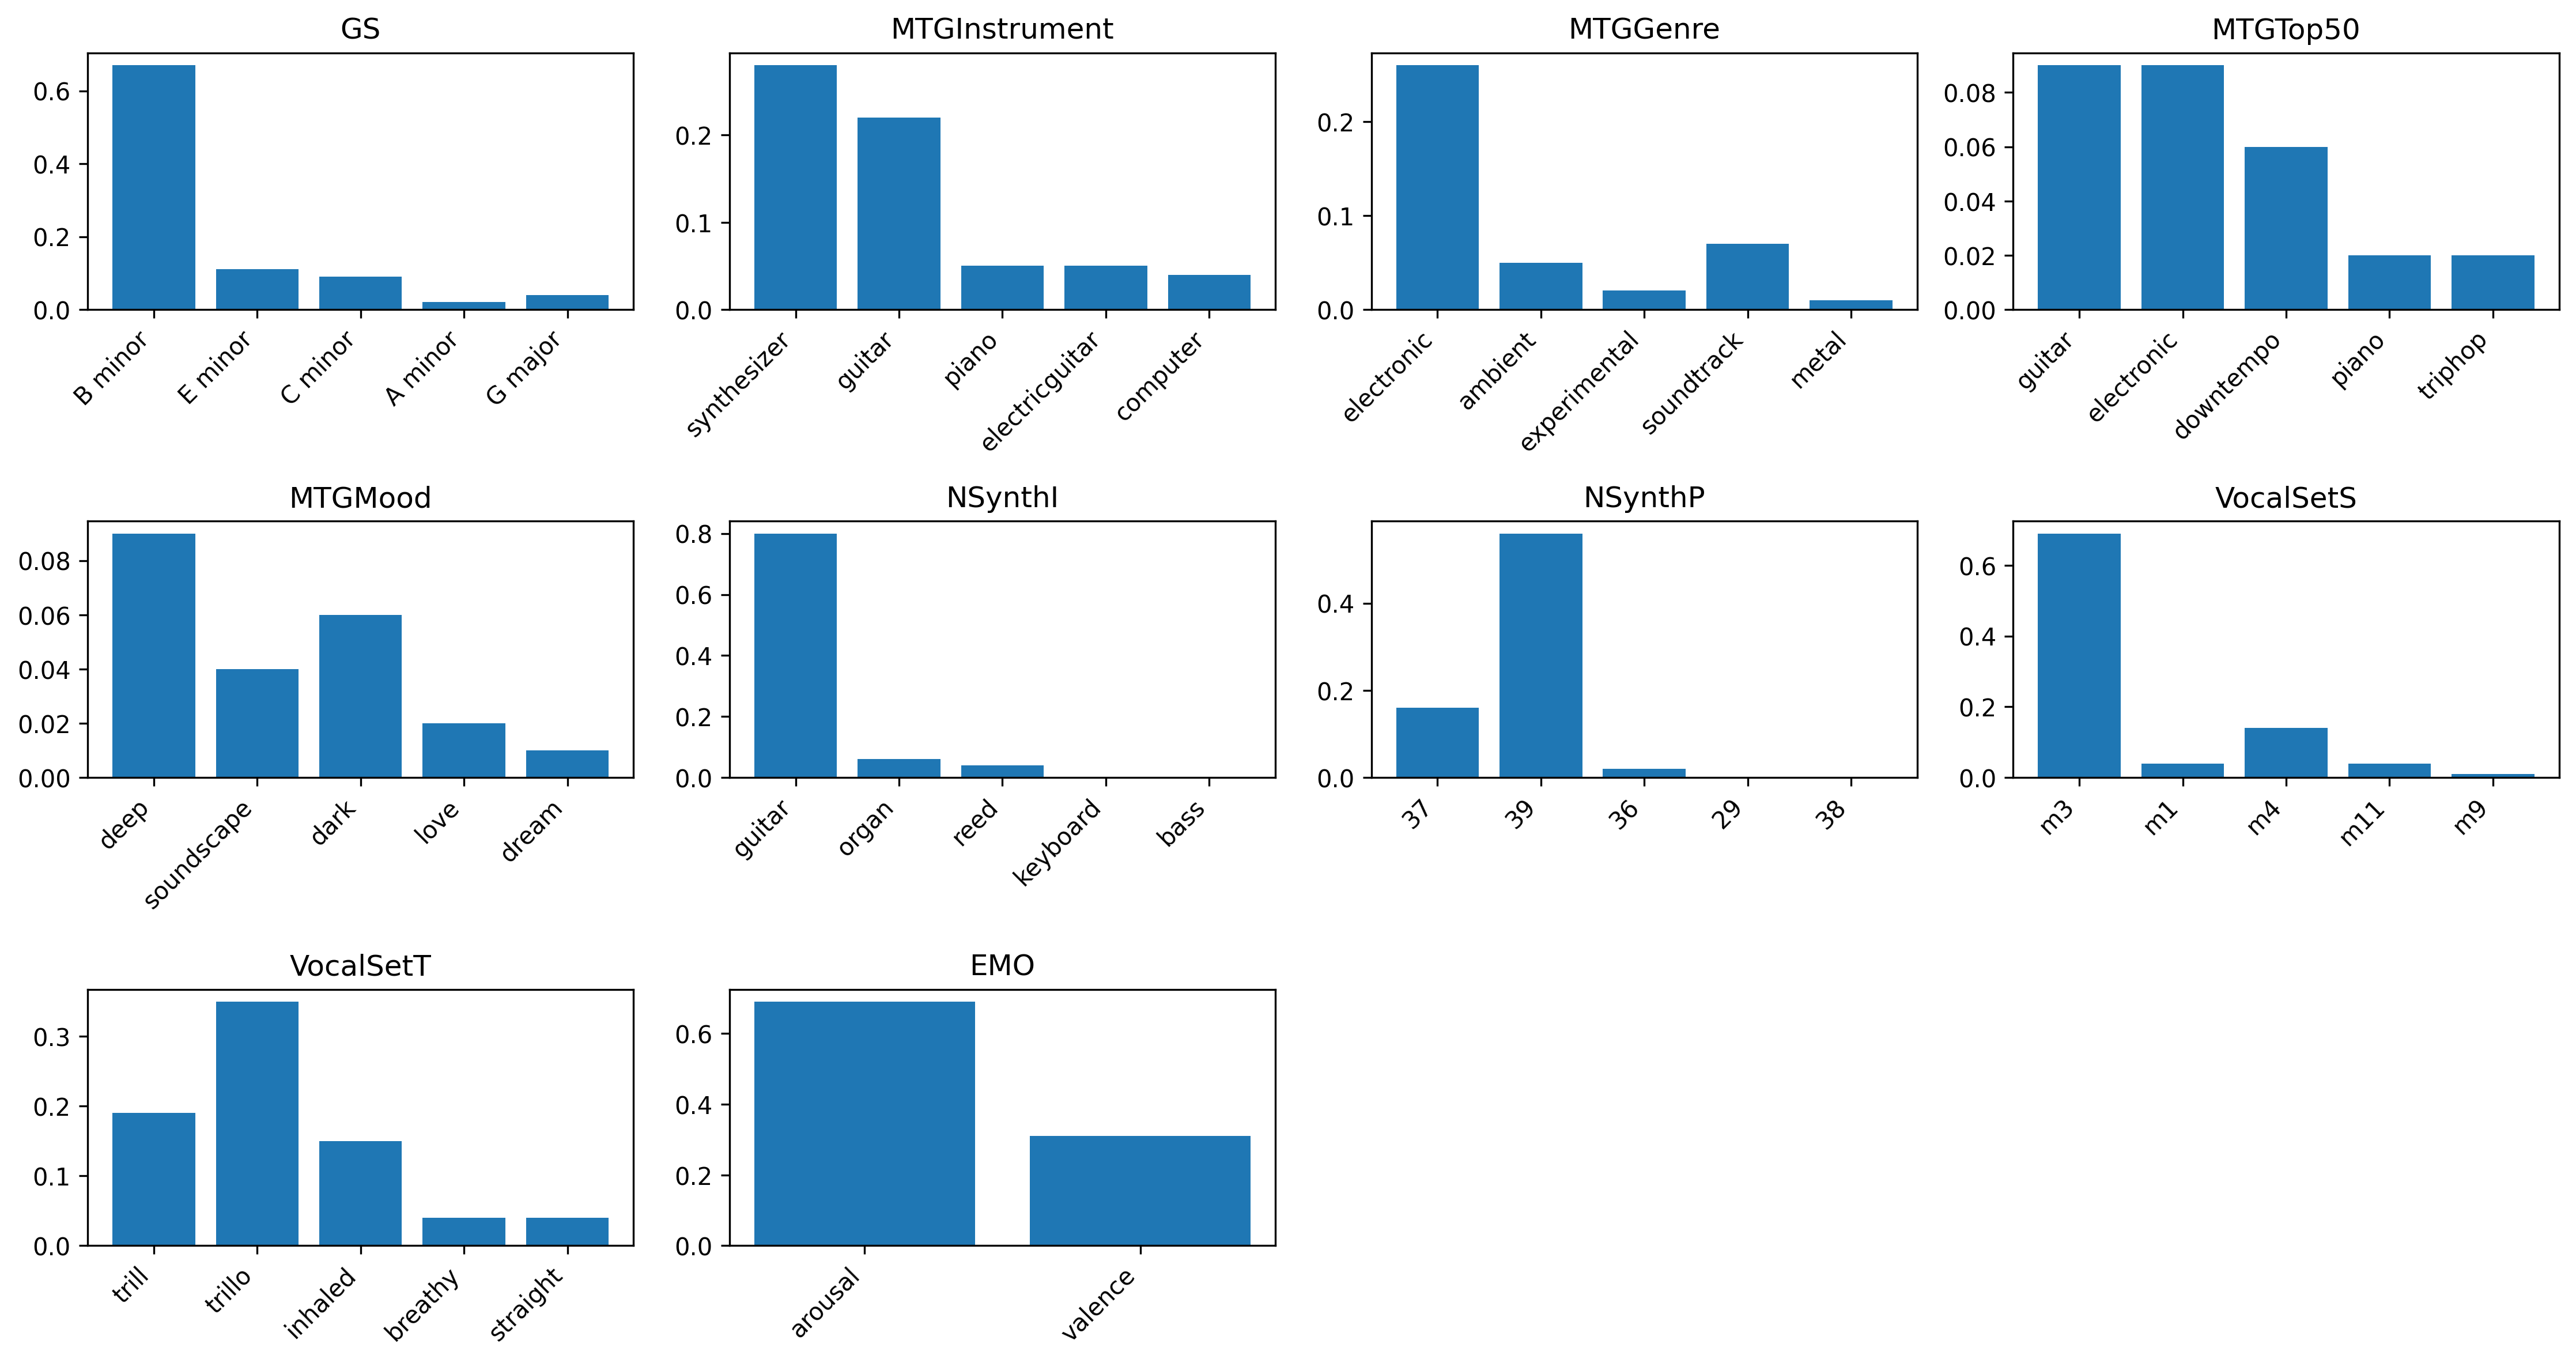 GS
0.6
0.4
0.2
0.0
B minor
E minor
C minor
A minor
G major
MTGInstrument
0.2
0.1
0.0
synthesizer
guitar
piano
electricguitar
computer
MTGGenre
0.2
0.1
0.0
electronic
ambient
experimental
soundtrack
metal
MTGTop50
0.08
0.06
0.04
0.02
0.00
guitar
electronic
downtempo
piano
triphop
MTGMood
0.08
0.06
0.04
0.02
0.00
deep
soundscape
dark
love
dream
NSynthI
0.8
0.6
0.4
0.2
0.0
guitar
organ
reed
keyboard
bass
NSynthP
0.4
0.2
0.0
37
39
36
29
38
VocalSetS
0.6
0.4
0.2
0.0
m3
m1
m4
m11
m9
VocalSetT
0.3
0.2
0.1
0.0
trill
trillo
inhaled
breathy
straight
EMO
0.6
0.4
0.2
0.0
arousal
valence